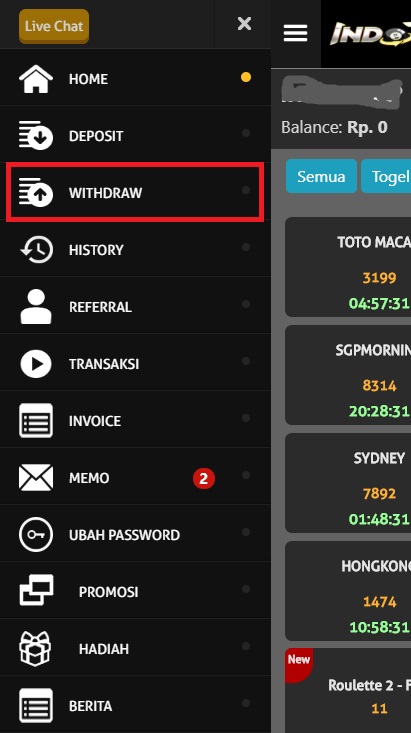 Live Chat
HOME
DEPOSIT
WITHDRAW
HISTORY
REFERRAL
TRANSAKSI
INVOICE
MEMO 2
UBAH PASSWORD
PROMOSI
HADIAH
BERITA
INDO
Balance: Rp. 0
Semua Togel
TOTO MACA
3199
04:57:31
SGPMORNIN
8314
20:28:31
SYDNEY
7892
01:48:31
HONGKONG
1474
10:58:31
New
Roulette 2 - F
11